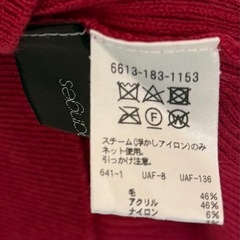 6613-183-1153
スチーム(浮かしアイロン)のみ
ネット使用。
引っかけ注意。
641-1 UAF-8 UAF-136
毛 46%
アクリル 46%
ナイロン 6%